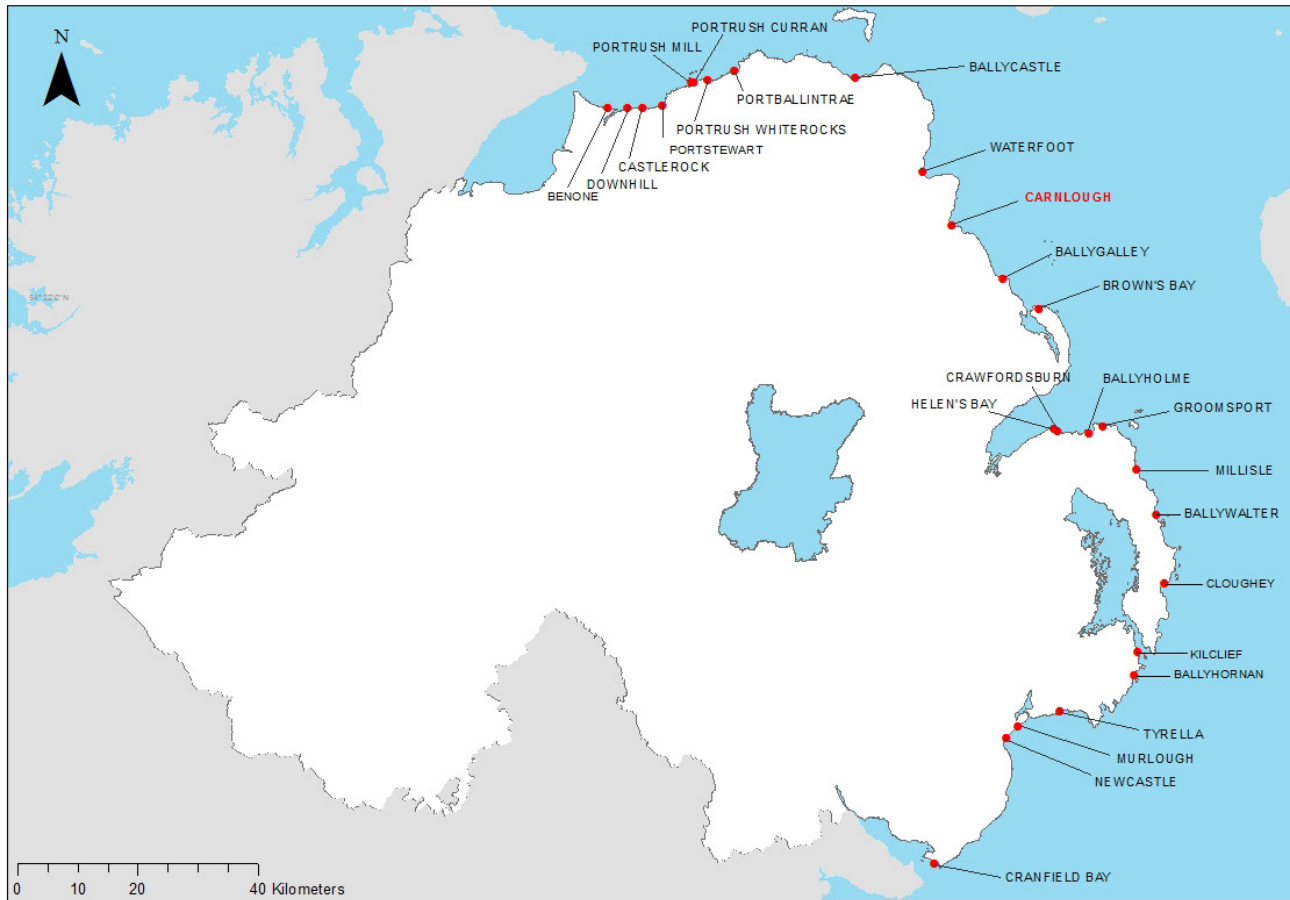 N
PORTRUSH CURRAN
PORTRUSH MILL
BALLYCASTLE
PORTBALLINTRAE
PORTRUSH WHITEROCKS
PORTSTEWART
CASTLEROCK
DOWNHILL
BENONE
WATERFOOT
CARNLOUGH
BALLYGALLEY
BROWN'S BAY
CRAWFORDSBURN
BALLYHOLME
HELEN'S BAY
GROOMSPORT
MILLISLE
BALLYWALTER
CLOUGHEY
KILCLIEF
BALLYHORNAN
TYRELLA
MURLOUGH
NEWCASTLE
CRANFIELD BAY
0 10 20 40 Kilometers